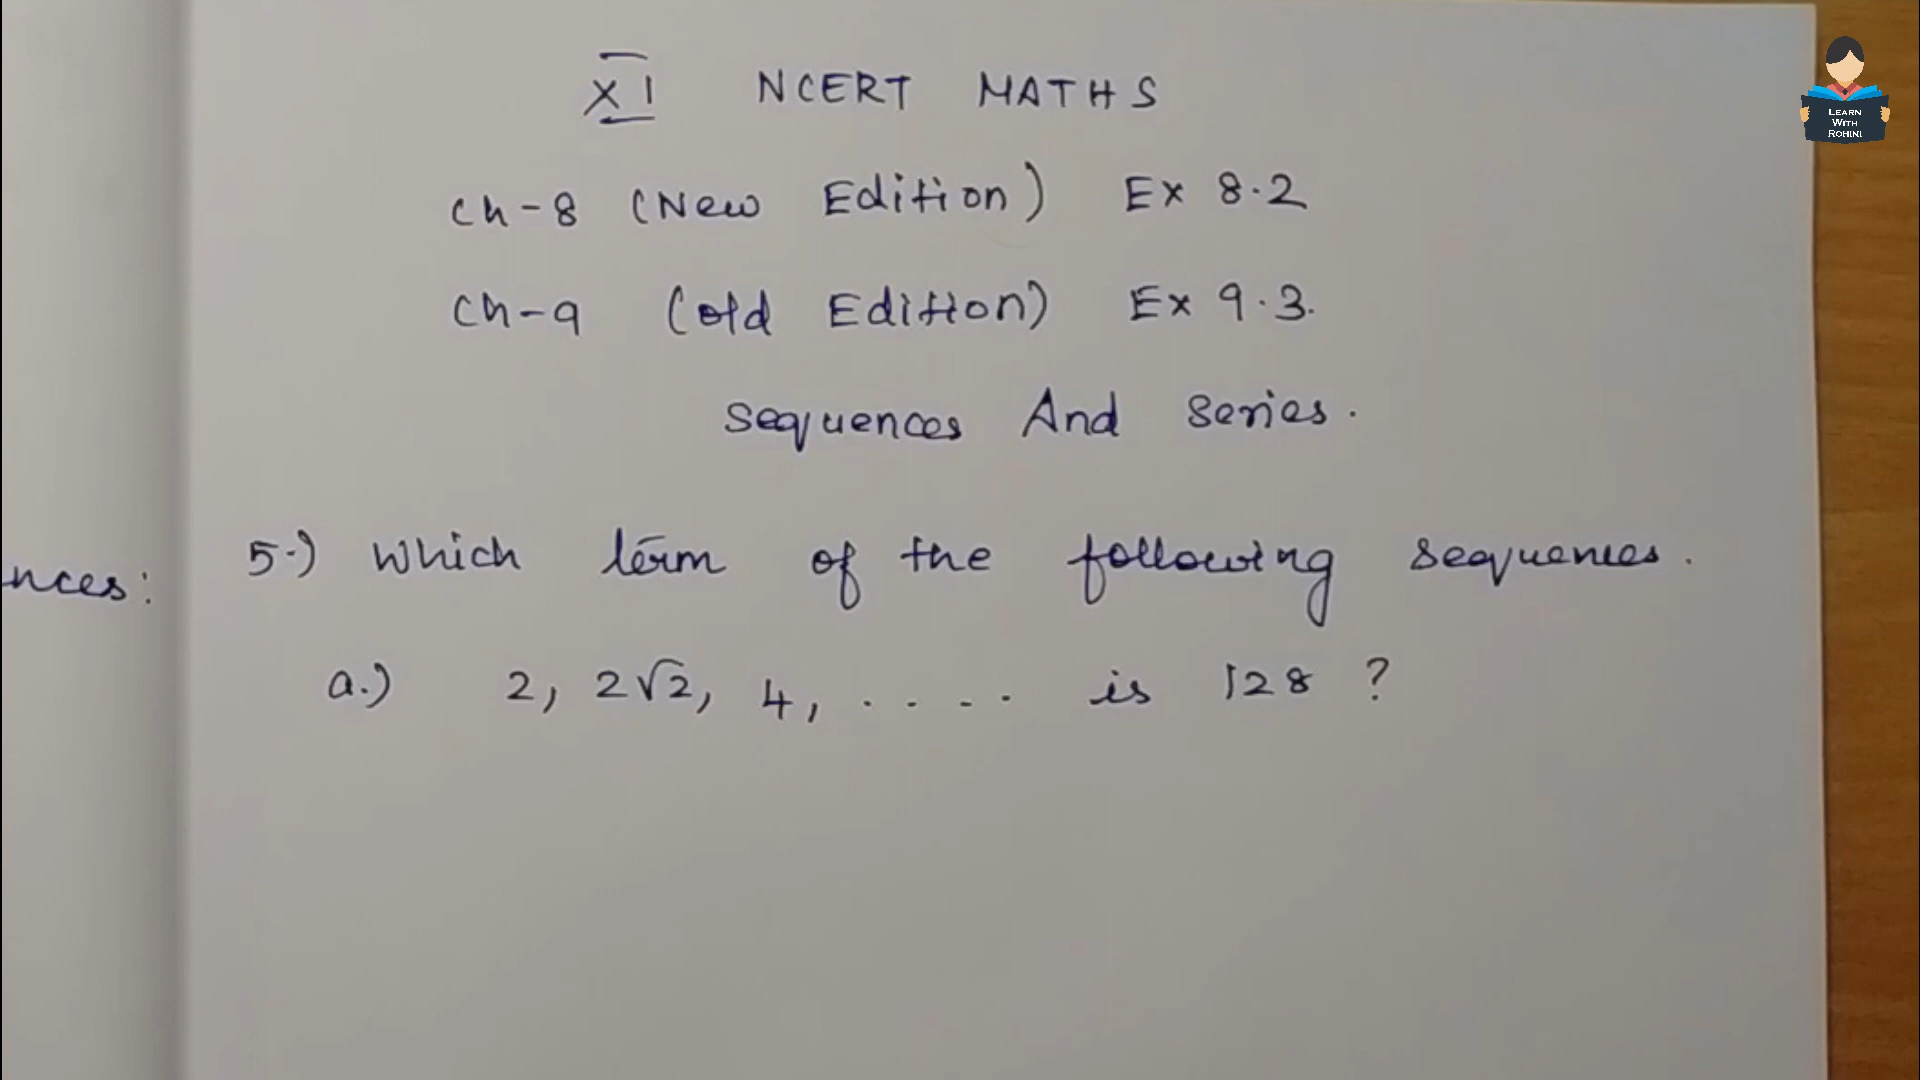 XI NCERT MATHS
Ch-8 (New Edition) Ex 8.2
Ch-9 (old Edition) Ex 9.3.
Sequences And Series.
nces:
5.) Which term of the following sequences.
a.) 2, 2√2, 4, . . . . is 128 ?
LEARN
WITH
ROHINI